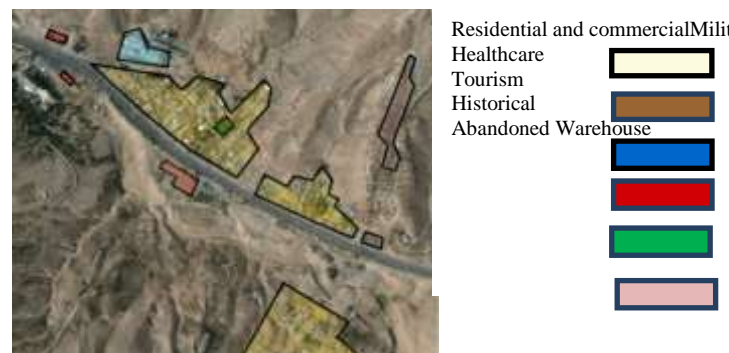 Residential and commercialMilit
Healthcare
Tourism
Historical
Abandoned Warehouse